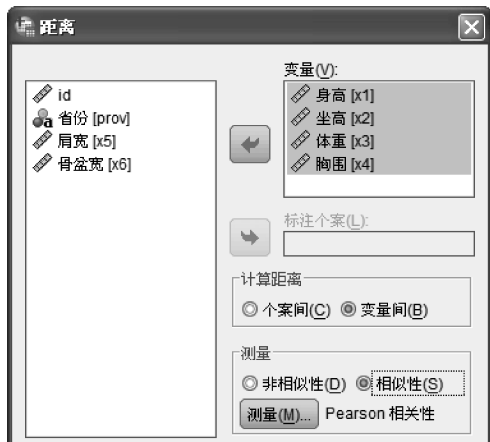 距离
id
省份 [prov]
肩宽 [x5]
骨盆宽 [x6]
变量(V):
身高 [x1]
坐高 [x2]
体重 [x3]
胸围 [x4]
标注个案(L):
计算距离
个案间(C) 变量间(B)
测量
非相似性(D) 相似性(S)
测量(M)... Pearson 相关性